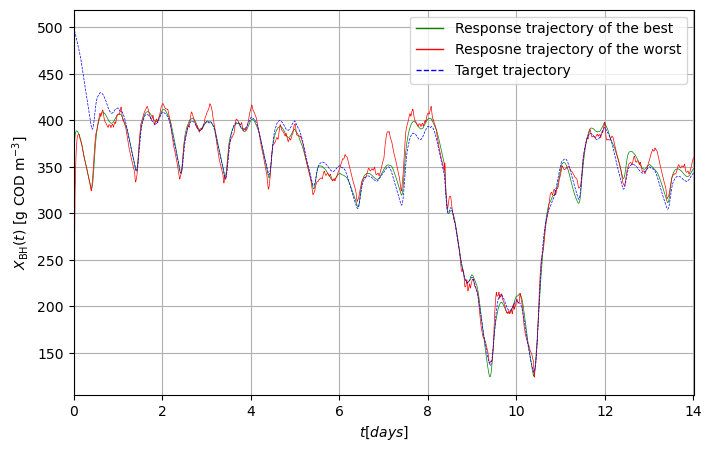 Response trajectory of the best
Resposne trajectory of the worst
Target trajectory
500
450
400
350
300
250
200
150
X_BH(t) [g COD m⁻³]
0 2 4 6 8 10 12 14
t[days]